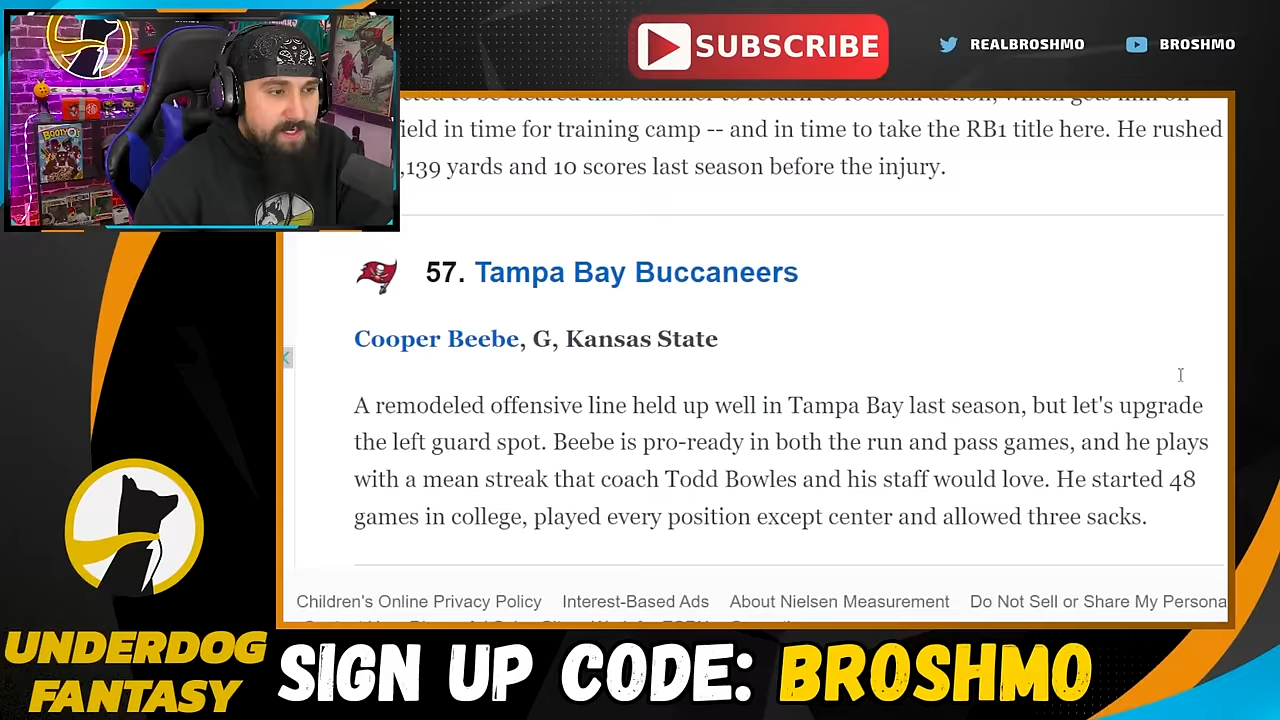 SUBSCRIBE
REALBROSHMO
BROSHMO
field in time for training camp -- and in time to take the RB1 title here. He rushed
,139 yards and 10 scores last season before the injury.
57. Tampa Bay Buccaneers
Cooper Beebe, G, Kansas State
A remodeled offensive line held up well in Tampa Bay last season, but let's upgrade
the left guard spot. Beebe is pro-ready in both the run and pass games, and he plays
with a mean streak that coach Todd Bowles and his staff would love. He started 48
games in college, played every position except center and allowed three sacks.
Children's Online Privacy Policy
Interest-Based Ads
About Nielsen Measurement
Do Not Sell or Share My Persona
UNDERDOG
FANTASY
SIGN UP CODE: BROSHMO